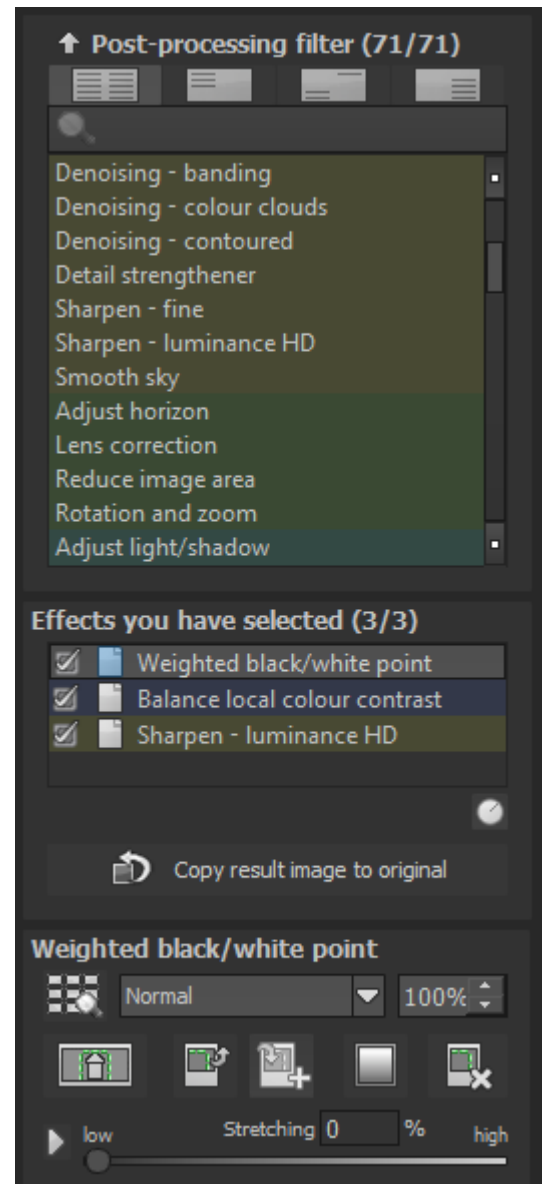 Post-processing filter (71/71)
Denoising - banding
Denoising - colour clouds
Denoising - contoured
Detail strengthener
Sharpen - fine
Sharpen - luminance HD
Smooth sky
Adjust horizon
Lens correction
Reduce image area
Rotation and zoom
Adjust light/shadow
Effects you have selected (3/3)
Weighted black/white point
Balance local colour contrast
Sharpen - luminance HD
Copy result image to original
Weighted black/white point
Normal 100%
low Stretching 0 % high